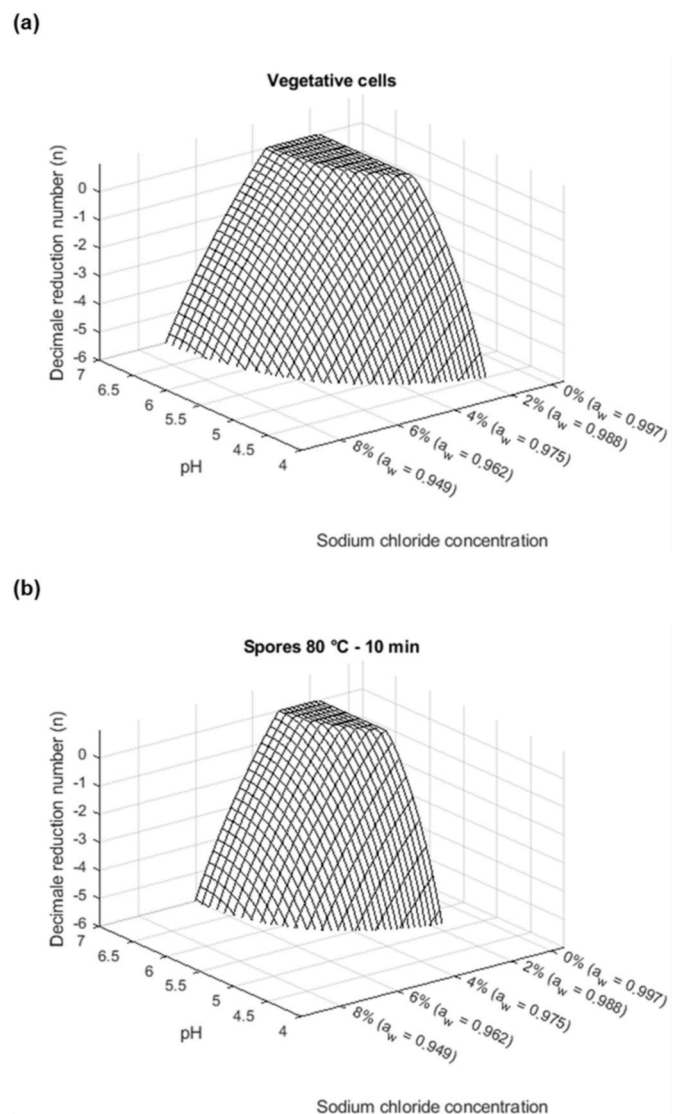 (a)
Vegetative cells
Decimale reduction number (n)
0
-1
-2
-3
-4
-5
-6
7
6.5
6
5.5
5
4.5
4
pH
0% (aw = 0.997)
2% (aw = 0.988)
4% (aw = 0.975)
6% (aw = 0.962)
8% (aw = 0.949)
Sodium chloride concentration
(b)
Spores 80 °C - 10 min
Decimale reduction number (n)
0
-1
-2
-3
-4
-5
-6
7
6.5
6
5.5
5
4.5
4
pH
0% (aw = 0.997)
2% (aw = 0.988)
4% (aw = 0.975)
6% (aw = 0.962)
8% (aw = 0.949)
Sodium chloride concentration